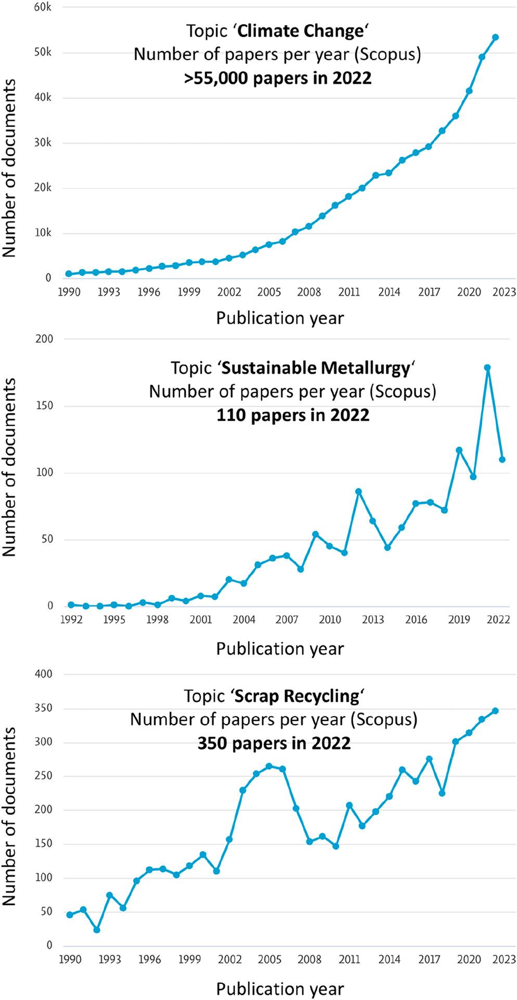 60k
Topic ‘Climate Change‘
Number of papers per year (Scopus)
>55,000 papers in 2022
50k
40k
30k
20k
10k
0
Number of documents
1990 1993 1996 1999 2002 2005 2008 2011 2014 2017 2020 2023
Publication year
200
Topic ‘Sustainable Metallurgy‘
Number of papers per year (Scopus)
110 papers in 2022
150
100
50
0
Number of documents
1992 1995 1998 2001 2004 2007 2010 2013 2016 2019 2022
Publication year
400
Topic ‘Scrap Recycling‘
Number of papers per year (Scopus)
350 papers in 2022
350
300
250
200
150
100
50
0
Number of documents
1990 1993 1996 1999 2002 2005 2008 2011 2014 2017 2020 2023
Publication year